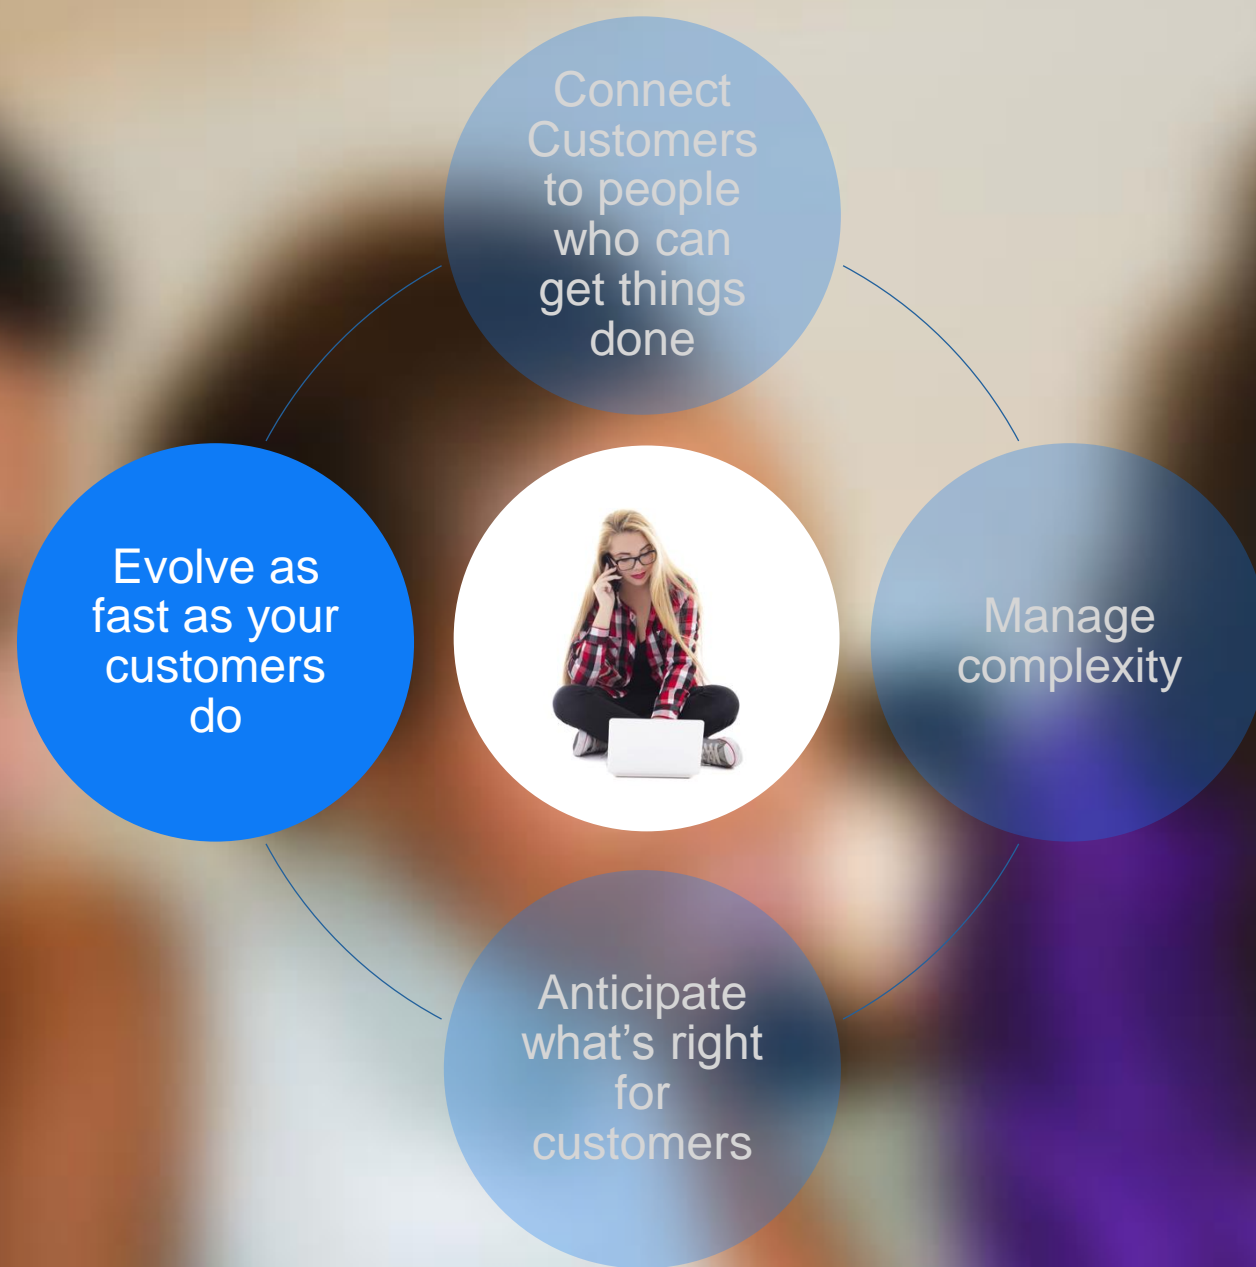 Connect
Customers
to people
who can
get things
done
Evolve as
fast as your
customers
do
Manage
complexity
Anticipate
what’s right
for
customers